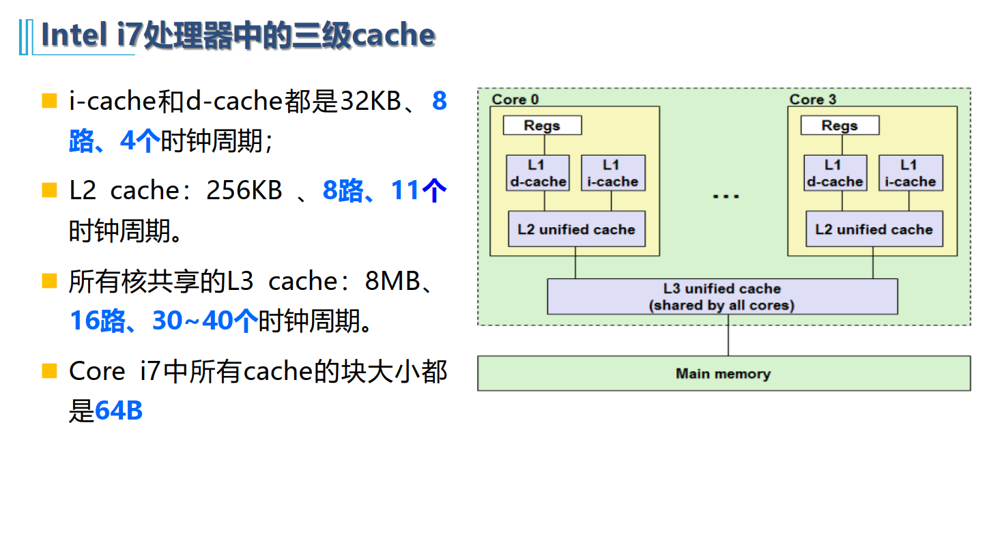 Intel i7处理器中的三级cache
i-cache和d-cache都是32KB、8
路、4个时钟周期；
L2 cache：256KB 、8路、11个
时钟周期。
所有核共享的L3 cache：8MB、
16路、30~40个时钟周期。
Core i7中所有cache的块大小都
是64B
Core 0
Regs
L1
d-cache
L1
i-cache
L2 unified cache
...
Core 3
Regs
L1
d-cache
L1
i-cache
L2 unified cache
L3 unified cache
(shared by all cores)
Main memory